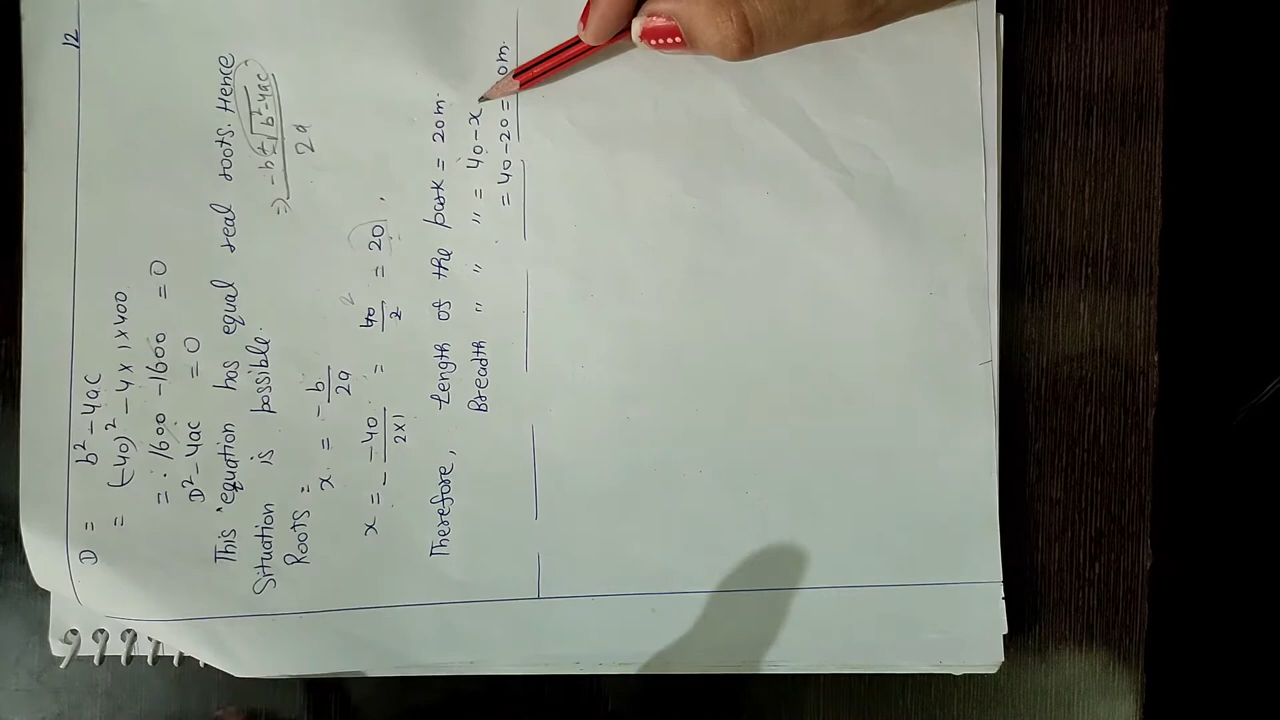 12
D = b² - 4ac
= (-40)² - 4 x 1 x 400
= 1600 - 1600 = 0
D² - 4ac = 0
This equation has equal real roots. Hence
Situation is possible.
⇒ -b ± √b²-4ac / 2a
Roots =
x = -b/2a
x = - -40/2x1 = 40/2 = 20.
Therefore, Length of the park = 20m.
Breadth " " " = 40-x
= 40-20 = 0m.